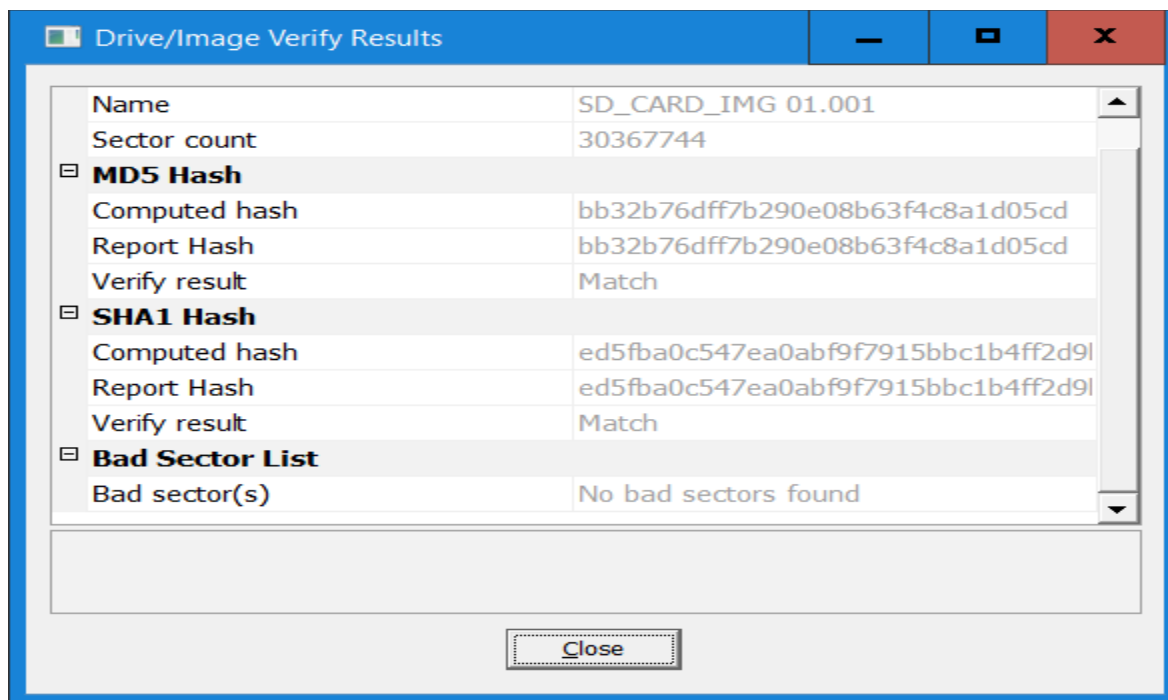 Drive/Image Verify Results
Name SD_CARD_IMG 01.001
Sector count 30367744
MD5 Hash
Computed hash bb32b76dff7b290e08b63f4c8a1d05cd
Report Hash bb32b76dff7b290e08b63f4c8a1d05cd
Verify result Match
SHA1 Hash
Computed hash ed5fba0c547ea0abf9f7915bbc1b4ff2d9
Report Hash ed5fba0c547ea0abf9f7915bbc1b4ff2d9
Verify result Match
Bad Sector List
Bad sector(s) No bad sectors found
Close